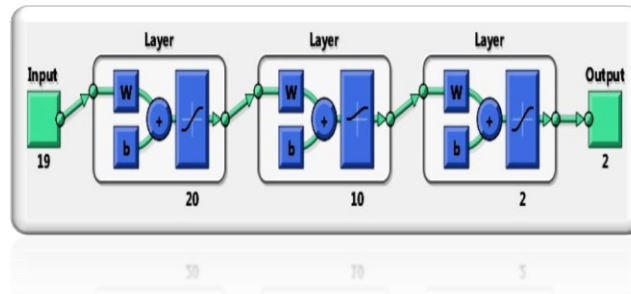 Layer Layer Layer
Input Output
W W W
+ + +
b b b
19 2
20 10 2